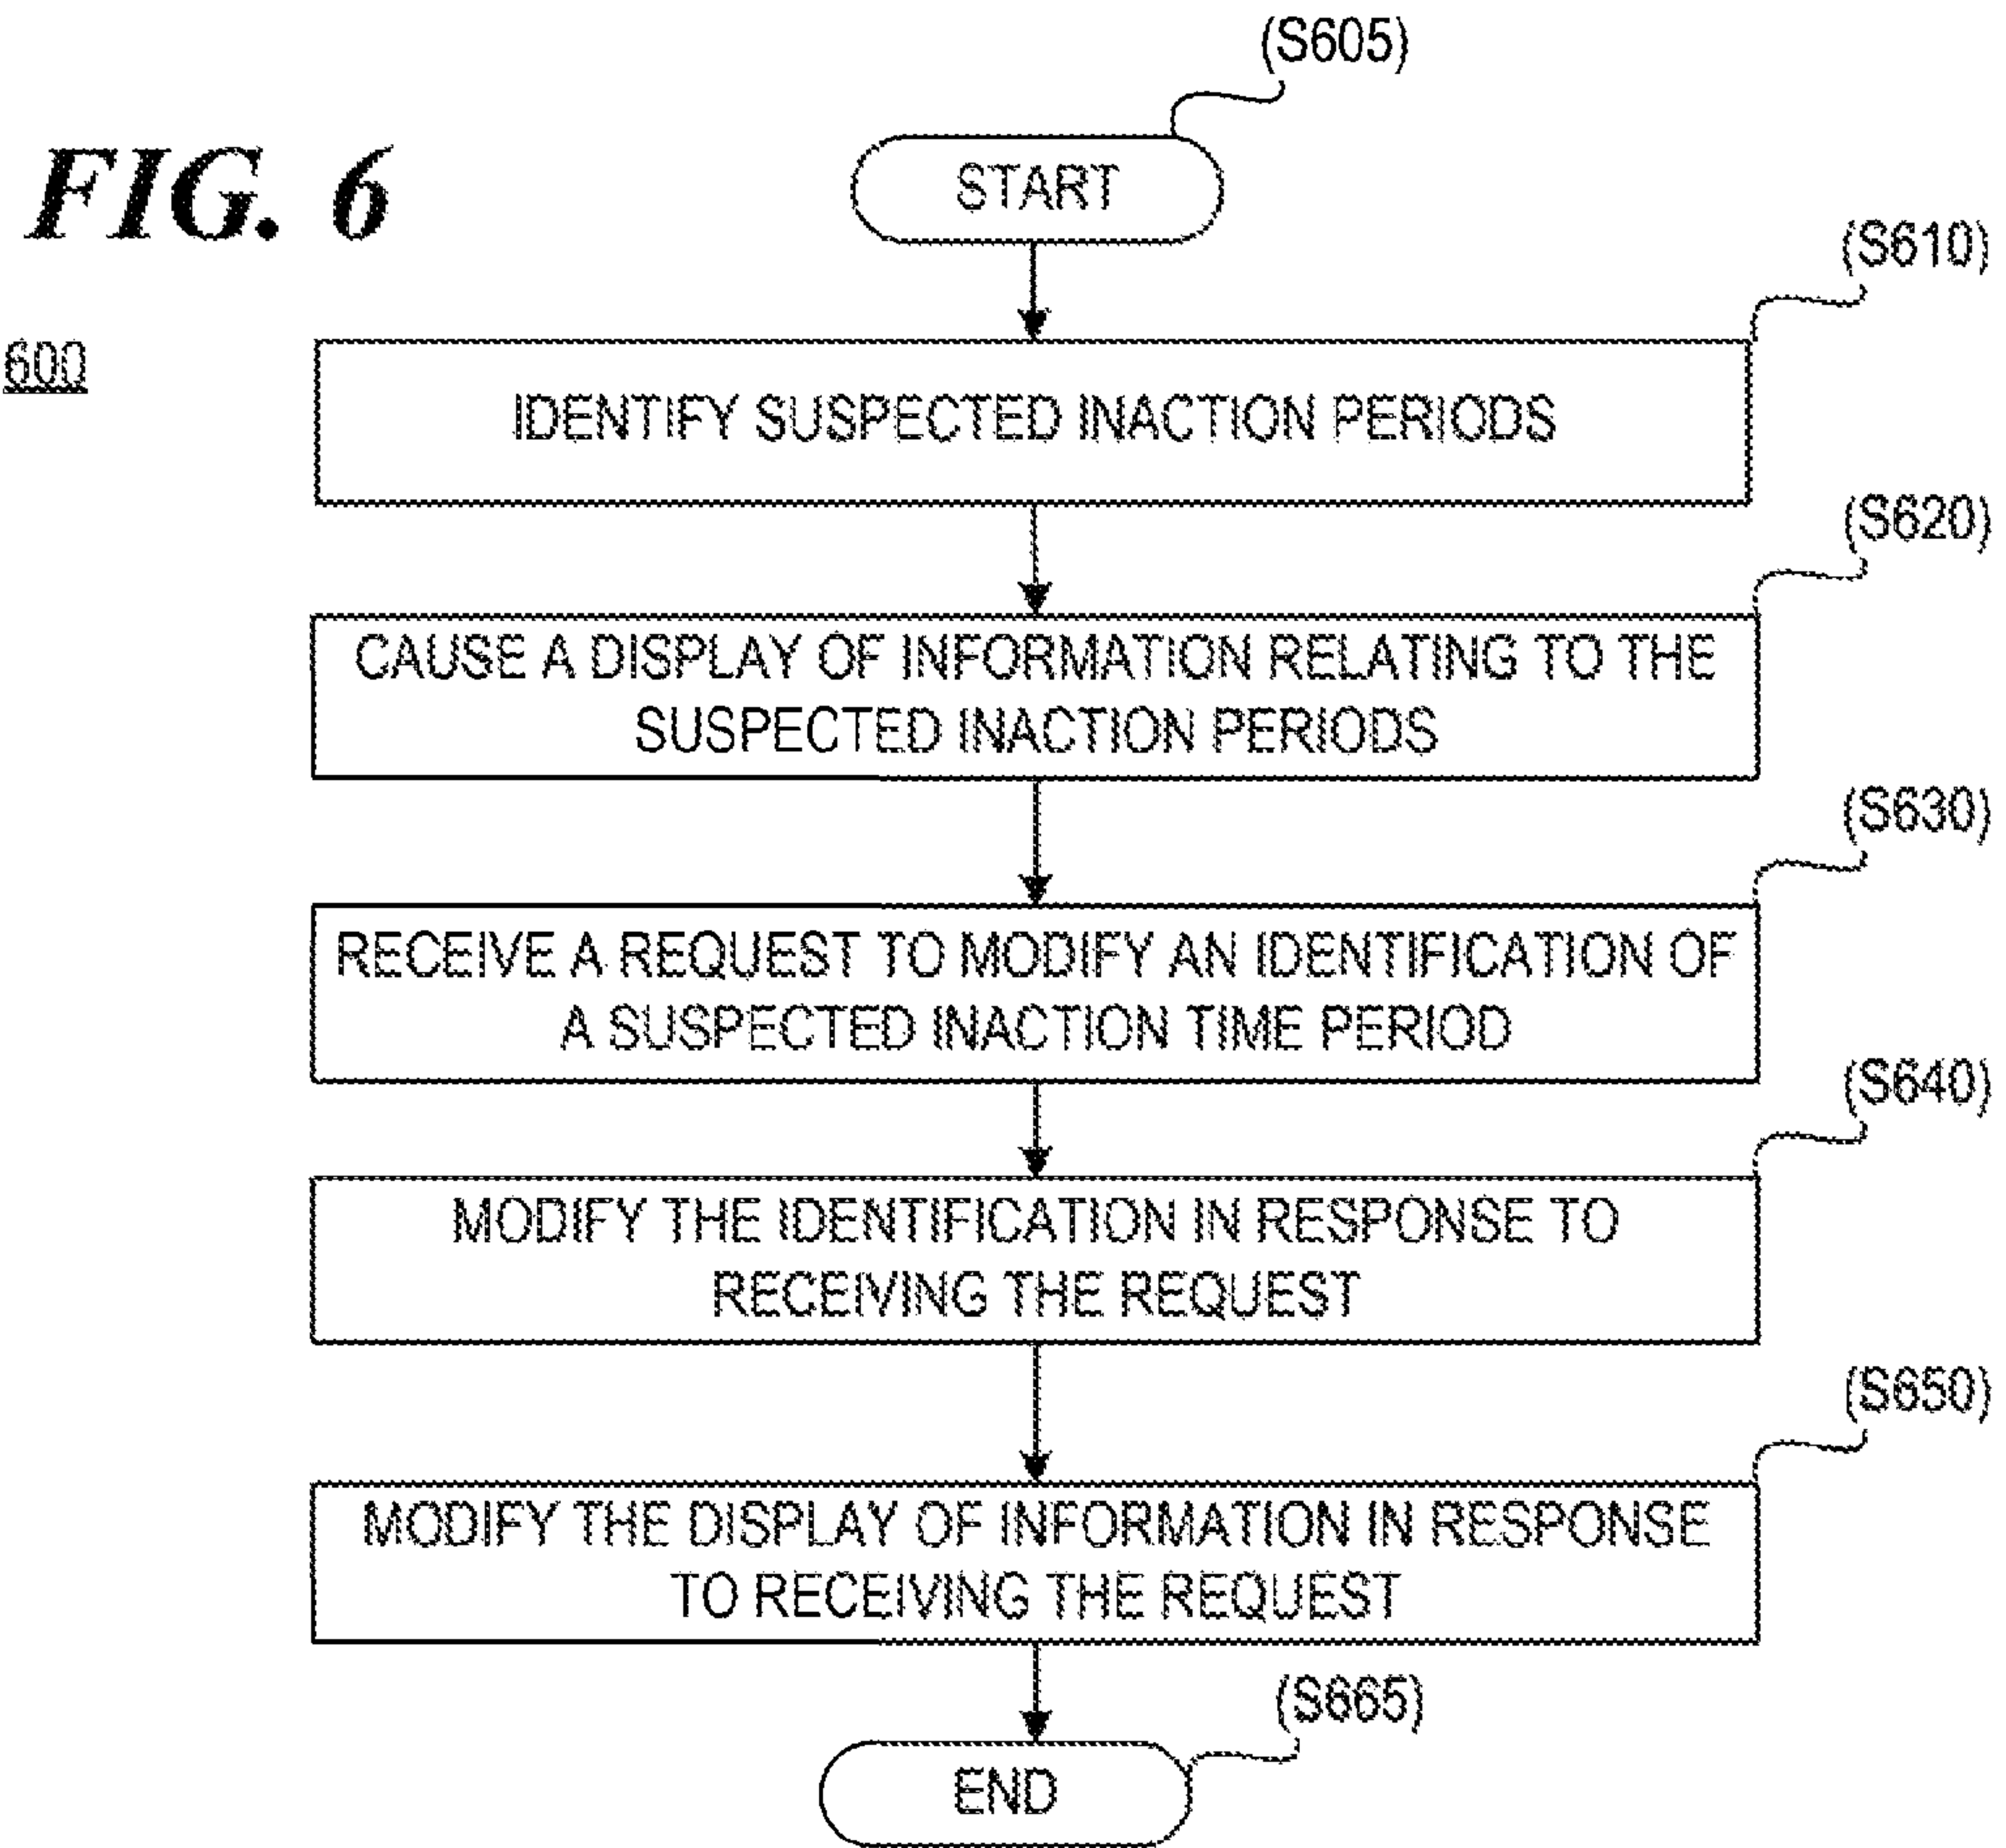 (S605)
FIG. 6
START
(S610)
600
IDENTIFY SUSPECTED INACTION PERIODS
(S620)
CAUSE A DISPLAY OF INFORMATION RELATING TO THE
SUSPECTED INACTION PERIODS
(S630)
RECEIVE A REQUEST TO MODIFY AN IDENTIFICATION OF
A SUSPECTED INACTION TIME PERIOD
(S640)
MODIFY THE IDENTIFICATION IN RESPONSE TO
RECEIVING THE REQUEST
(S650)
MODIFY THE DISPLAY OF INFORMATION IN RESPONSE
TO RECEIVING THE REQUEST
(S665)
END